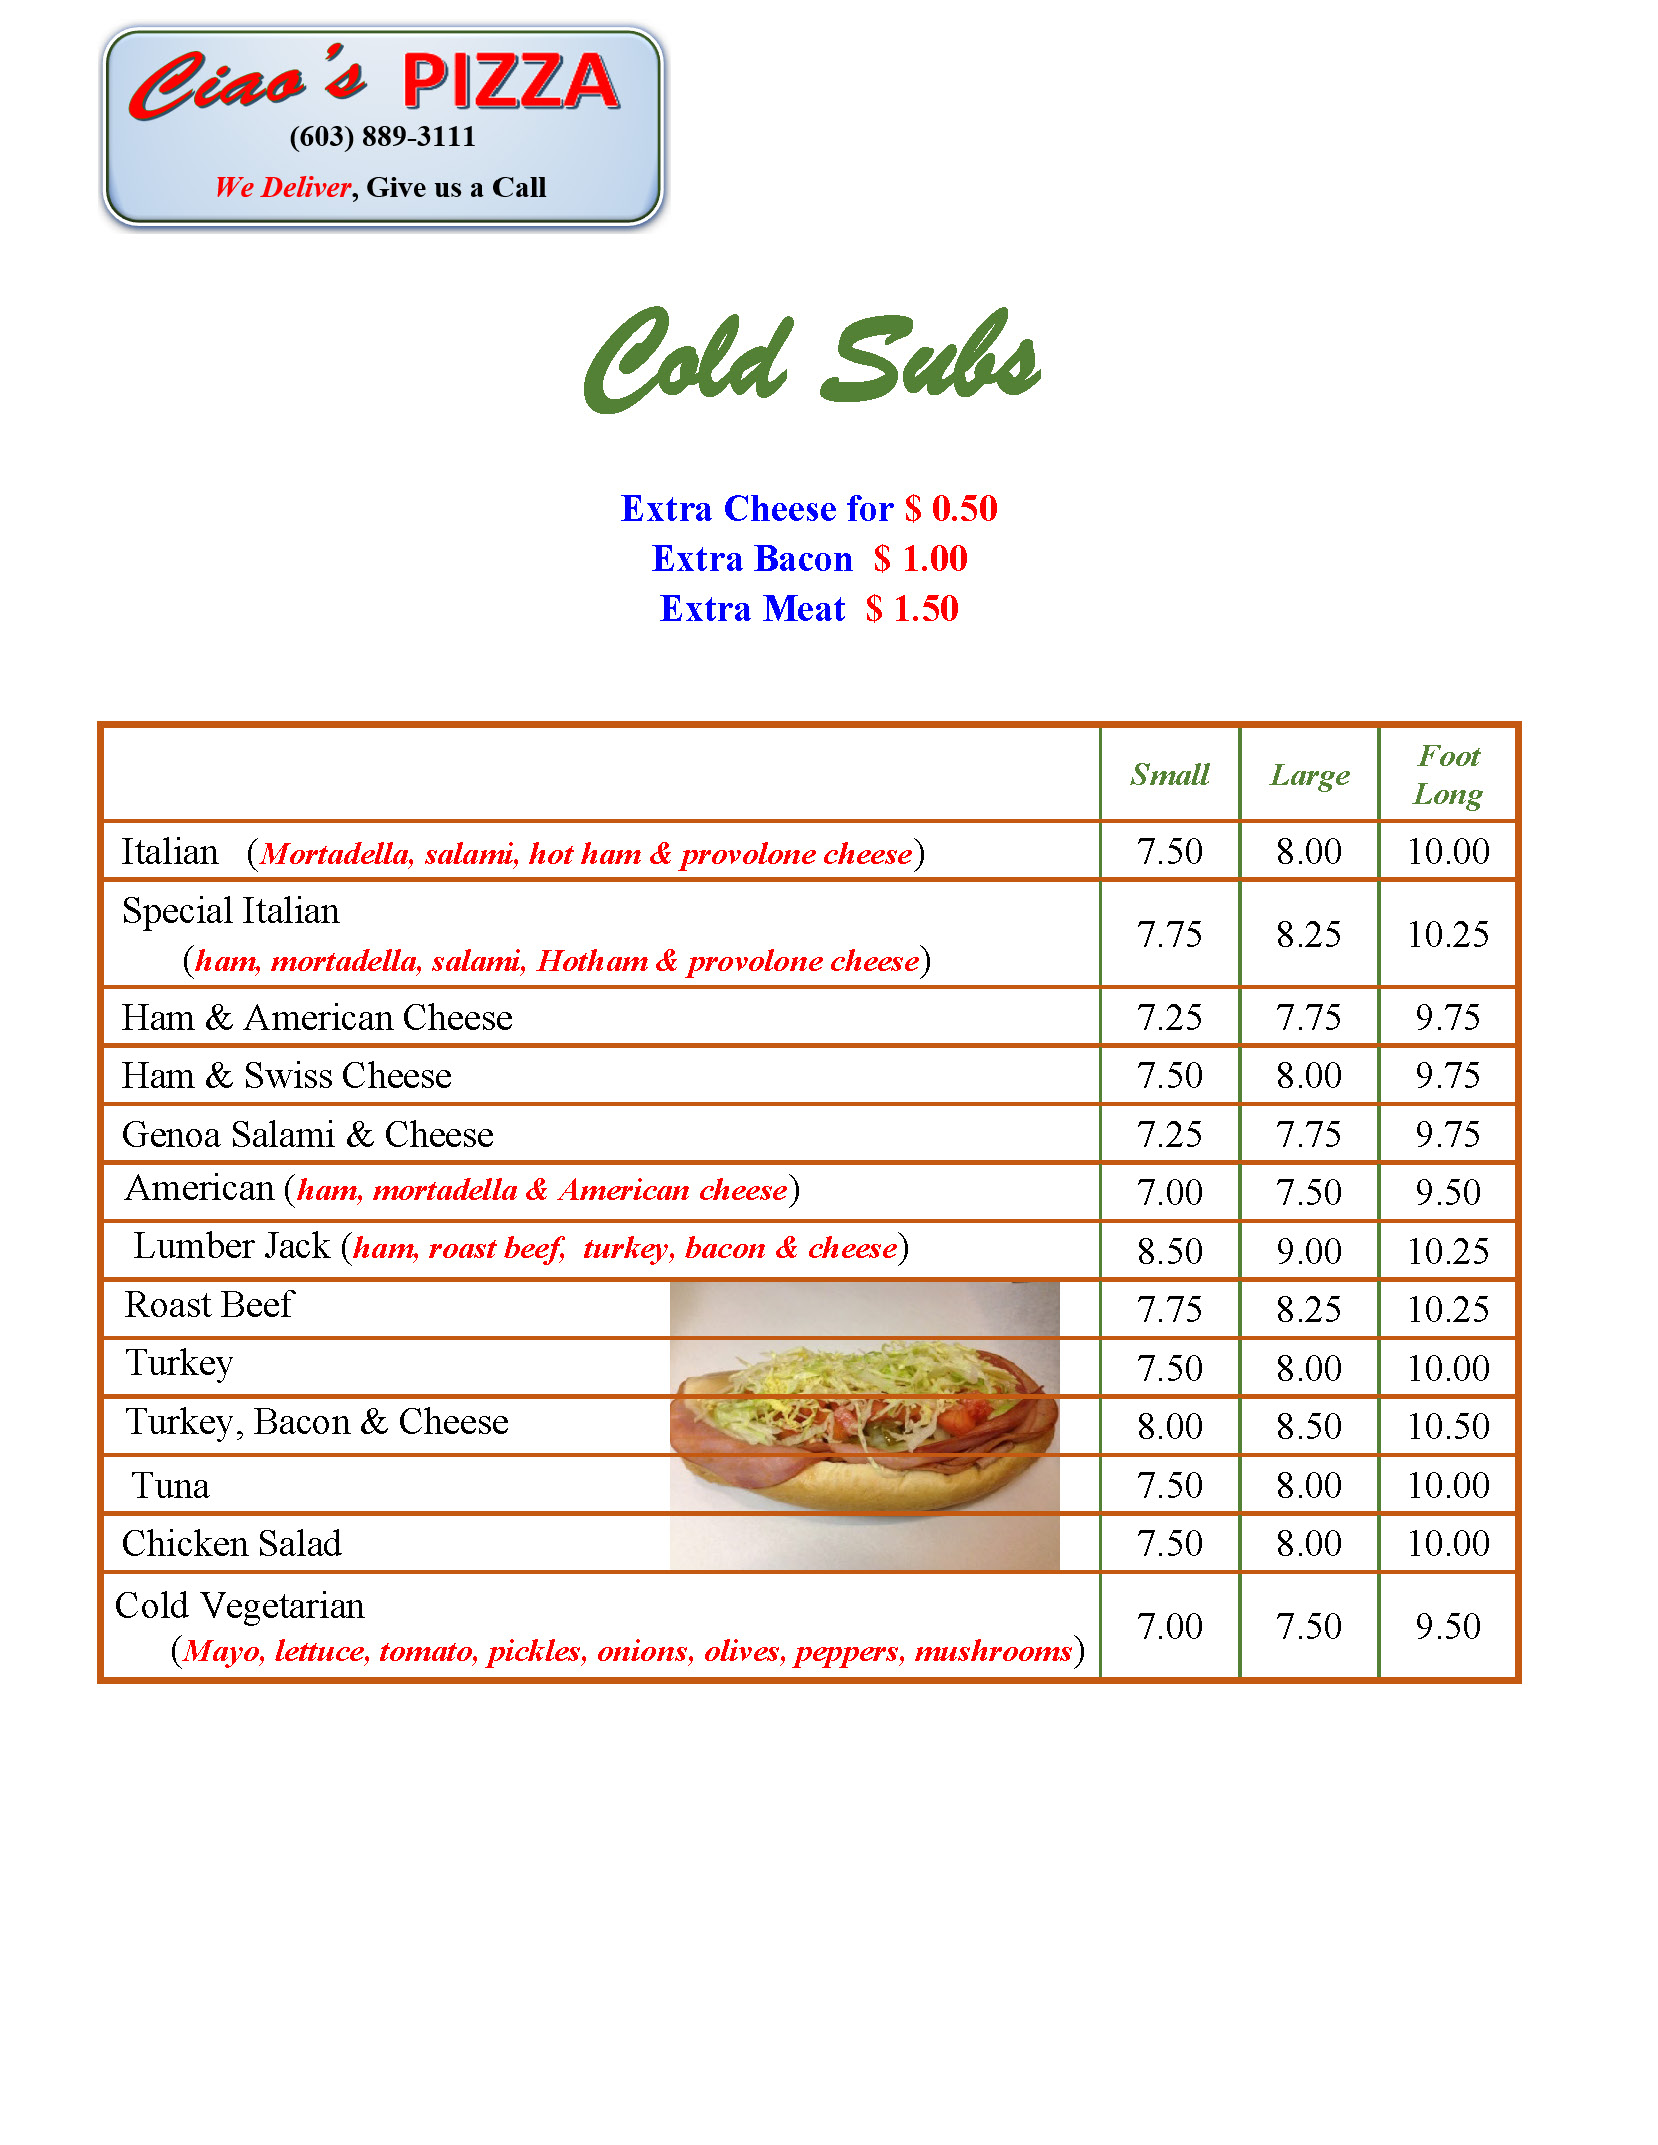 Ciao's PIZZA
(603) 889-3111
We Deliver, Give us a Call
Cold Subs
Extra Cheese for $ 0.50
Extra Bacon $ 1.00
Extra Meat $ 1.50
Small Large Foot Long
Italian (Mortadella, salami, hot ham & provolone cheese) 7.50 8.00 10.00
Special Italian
(ham, mortadella, salami, Hotham & provolone cheese) 7.75 8.25 10.25
Ham & American Cheese 7.25 7.75 9.75
Ham & Swiss Cheese 7.50 8.00 9.75
Genoa Salami & Cheese 7.25 7.75 9.75
American (ham, mortadella & American cheese) 7.00 7.50 9.50
Lumber Jack (ham, roast beef, turkey, bacon & cheese) 8.50 9.00 10.25
Roast Beef 7.75 8.25 10.25
Turkey 7.50 8.00 10.00
Turkey, Bacon & Cheese 8.00 8.50 10.50
Tuna 7.50 8.00 10.00
Chicken Salad 7.50 8.00 10.00
Cold Vegetarian
(Mayo, lettuce, tomato, pickles, onions, olives, peppers, mushrooms) 7.00 7.50 9.50